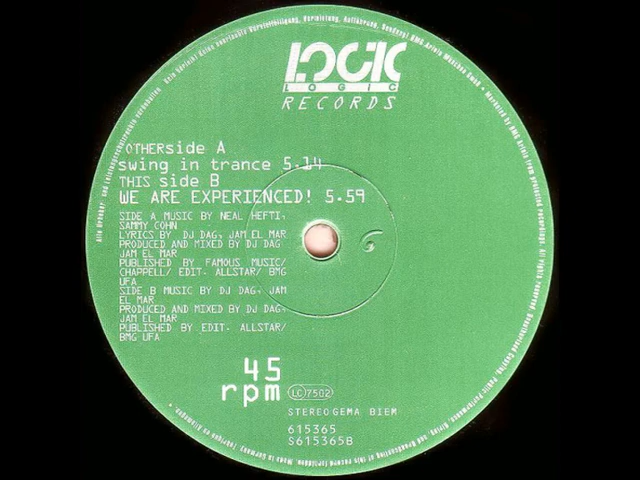 LOGIC
LOGIC
RECORDS
OTHERside A
swing in trance 5.14
THIS side B
WE ARE EXPERIENCED! 5.59
SIDE A MUSIC BY NEAL HEFTI,
SAMMY COHN
LYRICS BY DJ DAG, JAM EL MAR
PRODUCED AND MIXED BY DJ DAG
JAM EL MAR
PUBLISHED BY FAMOUS MUSIC/
CHAPPELL/ EDIT. ALLSTAR/ BMG
UFA
SIDE B MUSIC BY DJ DAG, JAM
EL MAR
PRODUCED AND MIXED BY DJ DAG,
JAM EL MAR
PUBLISHED BY EDIT. ALLSTAR/
BMG UFA
45
rpm
LC 7502
STEREO GEMA BIEM
615365
S615365B